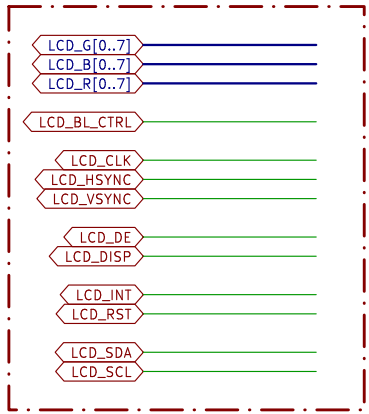 LCD_G[0..7]
LCD_B[0..7]
LCD_R[0..7]
LCD_BL_CTRL
LCD_CLK
LCD_HSYNC
LCD_VSYNC
LCD_DE
LCD_DISP
LCD_INT
LCD_RST
LCD_SDA
LCD_SCL